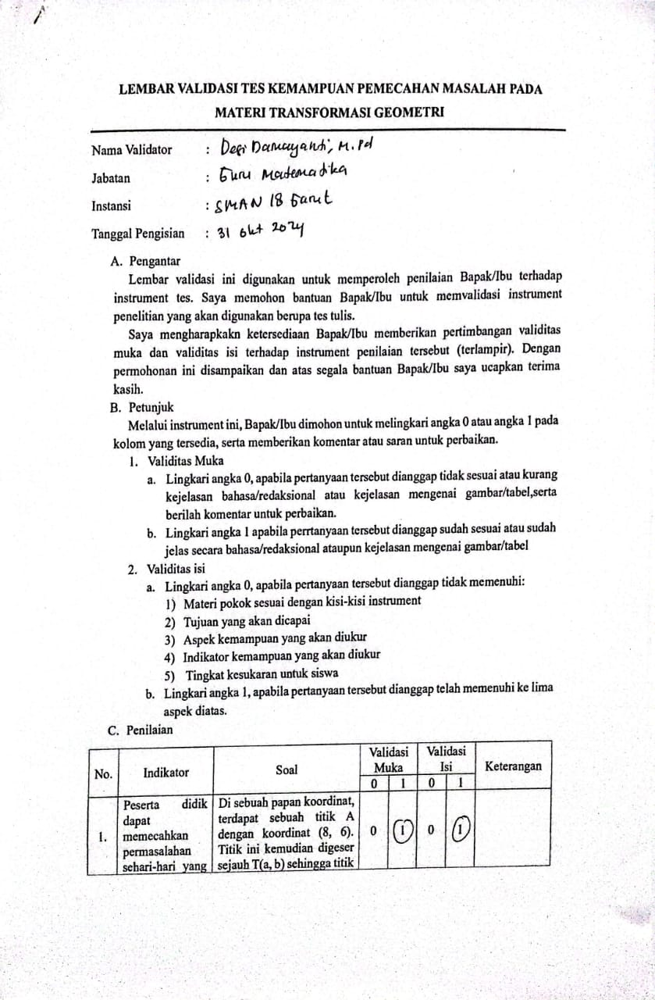 LEMBAR VALIDASI TES KEMAMPUAN PEMECAHAN MASALAH PADA
MATERI TRANSFORMASI GEOMETRI
Nama Validator : Defi Damayanti, M.Pd
Jabatan : Guru Matematika
Instansi : SMAN 18 Garut
Tanggal Pengisian : 31 Okt 2024
A. Pengantar
Lembar validasi ini digunakan untuk memperoleh penilaian Bapak/Ibu terhadap
instrument tes. Saya memohon bantuan Bapak/Ibu untuk memvalidasi instrument
penelitian yang akan digunakan berupa tes tulis.
Saya mengharapkakn ketersediaan Bapak/Ibu memberikan pertimbangan validitas
muka dan validitas isi terhadap instrument penilaian tersebut (terlampir). Dengan
permohonan ini disampaikan dan atas segala bantuan Bapak/Ibu saya ucapkan terima
kasih.
B. Petunjuk
Melalui instrument ini, Bapak/Ibu dimohon untuk melingkari angka 0 atau angka 1 pada
kolom yang tersedia, serta memberikan komentar atau saran untuk perbaikan.
1. Validitas Muka
a. Lingkari angka 0, apabila pertanyaan tersebut dianggap tidak sesuai atau kurang
kejelasan bahasa/redaksional atau kejelasan mengenai gambar/tabel,serta
berilah komentar untuk perbaikan.
b. Lingkari angka 1 apabila perrtanyaan tersebut dianggap sudah sesuai atau sudah
jelas secara bahasa/redaksional ataupun kejelasan mengenai gambar/tabel
2. Validitas isi
a. Lingkari angka 0, apabila pertanyaan tersebut dianggap tidak memenuhi:
1) Materi pokok sesuai dengan kisi-kisi instrument
2) Tujuan yang akan dicapai
3) Aspek kemampuan yang akan diukur
4) Indikator kemampuan yang akan diukur
5) Tingkat kesukaran untuk siswa
b. Lingkari angka 1, apabila pertanyaan tersebut dianggap telah memenuhi ke lima
aspek diatas.
C. Penilaian
No. Indikator Soal Validasi Muka Validasi Isi Keterangan
0 1 0 1
Peserta didik Di sebuah papan koordinat,
dapat terdapat sebuah titik A
1. memecahkan dengan koordinat (8, 6). 0 1 0 1
permasalahan Titik ini kemudian digeser
sehari-hari yang sejauh T(a, b) sehingga titik